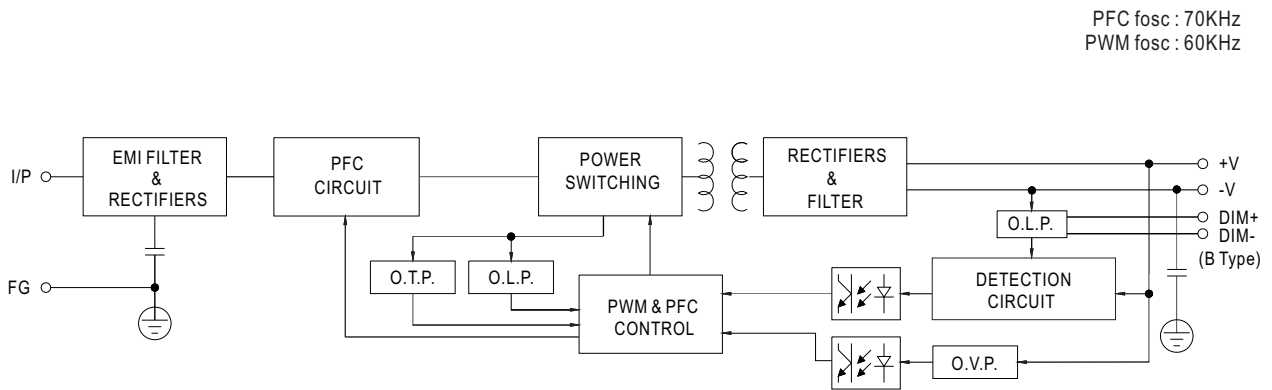 PFC fosc : 70KHz
PWM fosc : 60KHz
I/P
EMI FILTER
&
RECTIFIERS
PFC
CIRCUIT
POWER
SWITCHING
RECTIFIERS
&
FILTER
+V
-V
DIM+
DIM-
(B Type)
O.L.P.
O.T.P.
O.L.P.
FG
PWM & PFC
CONTROL
DETECTION
CIRCUIT
O.V.P.